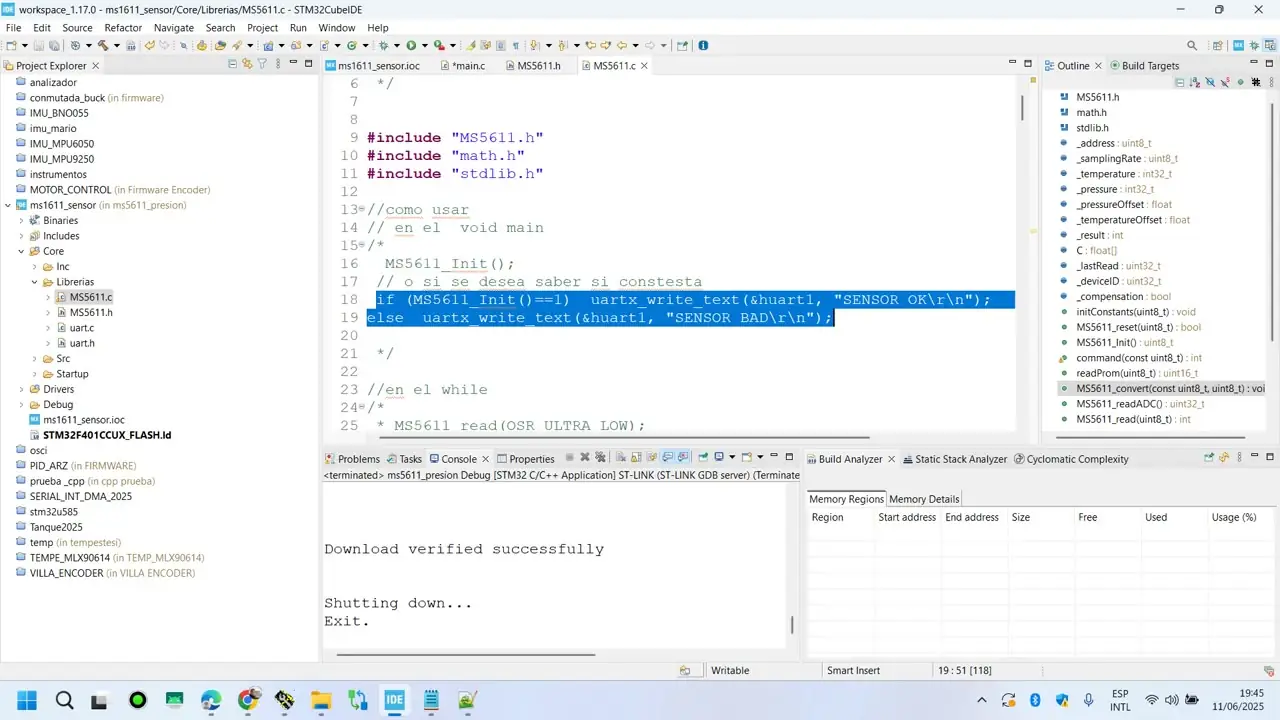 workspace_1.17.0 - ms1611_sensor/Core/Librerias/MS5611.c - STM32CubeIDE
File Edit Source Refactor Navigate Search Project Run Window Help
Project Explorer
analizador
conmutada_buck (in firmware)
IMU_BNO055
imu_mario
IMU_MPU6050
IMU_MPU9250
instrumentos
MOTOR_CONTROL (in Firmware Encoder)
ms1611_sensor (in ms5611_presion)
Binaries
Includes
Core
Inc
Librerias
MS5611.c
MS5611.h
uart.c
uart.h
Src
Startup
Drivers
Debug
ms1611_sensor.ioc
STM32F401CCUX_FLASH.ld
osci
PID_ARZ (in FIRMWARE)
prueba _cpp (in cpp prueba)
SERIAL_INT_DMA_2025
stm32u585
Tanque2025
temp (in tempestesi)
TEMPE_MLX90614 (in TEMP_MLX90614)
VILLA_ENCODER (in VILLA ENCODER)
ms1611_sensor.ioc *main.c MS5611.h MS5611.c
6 */
7
8
9 #include "MS5611.h"
10 #include "math.h"
11 #include "stdlib.h"
12
13 //como usar
14 // en el void main
15 /*
16 MS5611_Init();
17 // o si se desea saber si constesta
18 if (MS5611_Init()==1) uartx_write_text(&huart1, "SENSOR OK\r\n");
19 else uartx_write_text(&huart1, "SENSOR BAD\r\n");
20
21 */
22
23 //en el while
24 /*
25 * MS5611_read(OSR_ULTRA_LOW);
Outline Build Targets
MS5611.h
math.h
stdlib.h
_address : uint8_t
_samplingRate : uint8_t
_temperature : int32_t
_pressure : int32_t
_pressureOffset : float
_temperatureOffset : float
_result : int
C : float[]
_lastRead : uint32_t
_deviceID : uint32_t
_compensation : bool
initConstants(uint8_t) : void
MS5611_reset(uint8_t) : bool
MS5611_Init() : uint8_t
command(const uint8_t) : int
readProm(uint8_t) : uint16_t
MS5611_convert(const uint8_t, uint8_t) : voi
MS5611_readADC() : uint32_t
MS5611_read(uint8_t) : int
Problems Tasks Console Properties
<terminated> ms5611_presion Debug [STM32 C/C++ Application] ST-LINK (ST-LINK GDB server) (Terminate
Download verified successfully
Shutting down...
Exit.
Build Analyzer Static Stack Analyzer Cyclomatic Complexity
Memory Regions Memory Details
Region Start address End address Size Free Used Usage (%)
Writable Smart Insert 19 : 51 [118]
IDE
ESP
INTL
19:45
11/06/2025